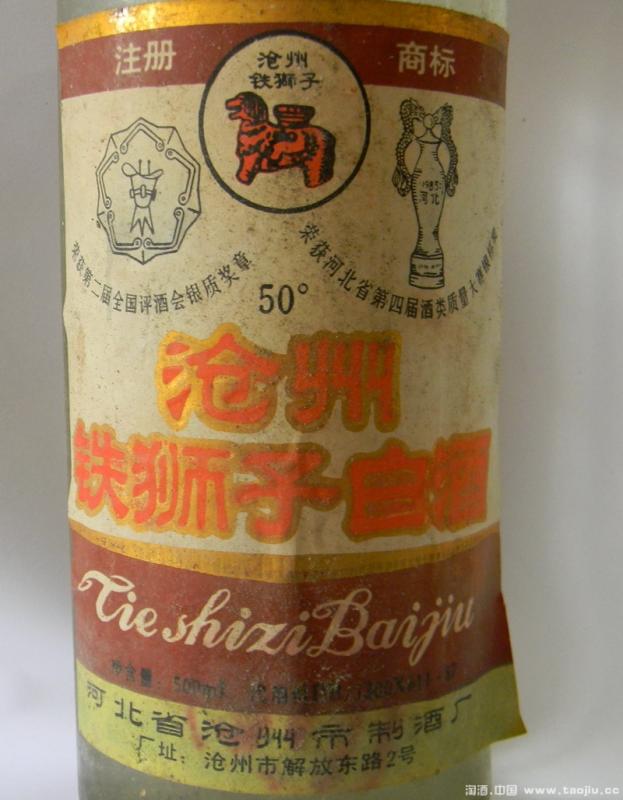 注册 商标
沧州
铁狮子
1985
河北
荣获第二届全国评酒会银质奖章
荣获河北省第四届酒类质量大赛
50°
沧州
铁狮子白酒
Tie shizi Baijiu
净含量: 500ml
河北省沧州市制酒厂
厂址: 沧州市解放东路2号
淘酒.中国 www.taojiu.cc